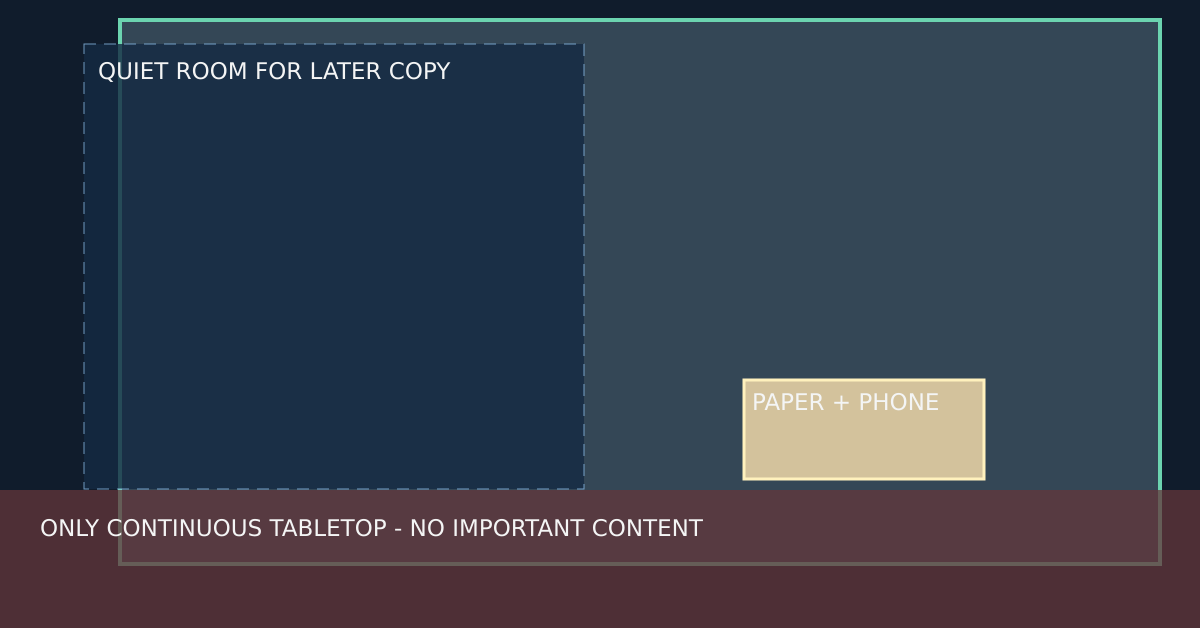 QUIET ROOM FOR LATER COPY
PAPER + PHONE
ONLY CONTINUOUS TABLETOP - NO IMPORTANT CONTENT